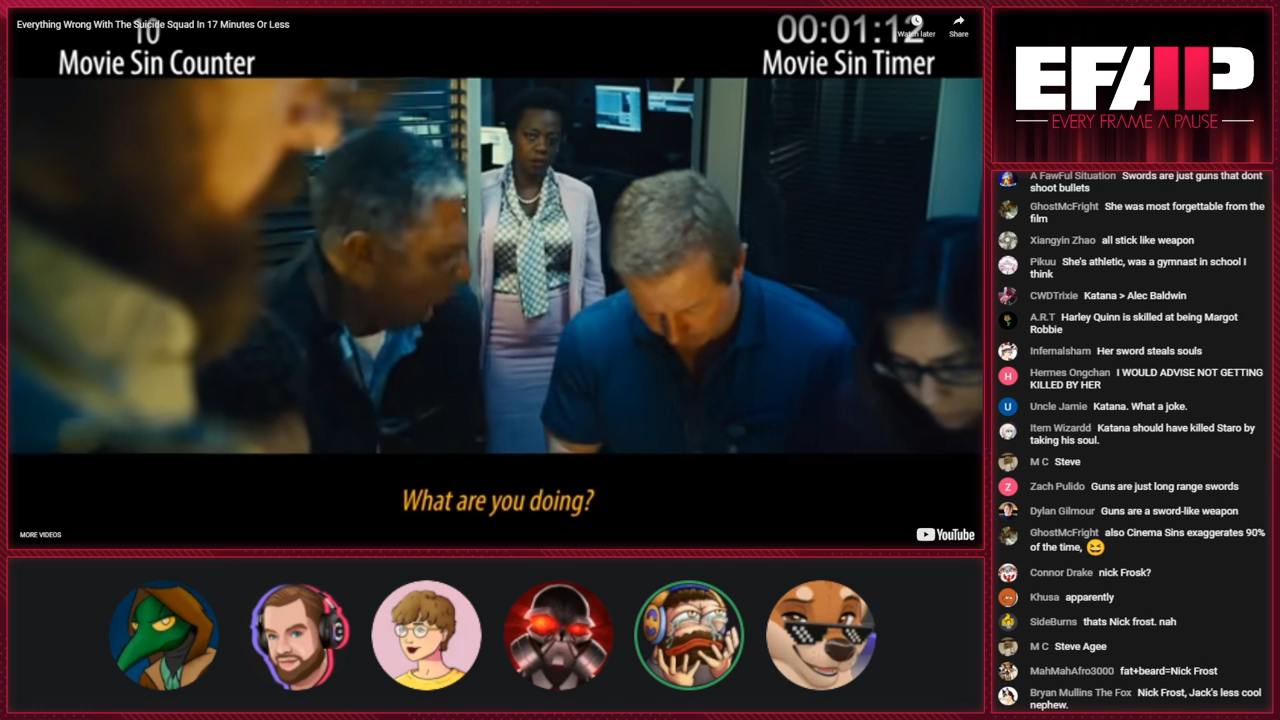 Everything Wrong With The Suicide Squad In 17 Minutes Or Less
10
Movie Sin Counter
00:01:12
Movie Sin Timer
Watch later
Share
What are you doing?
MORE VIDEOS
YouTube
EFAP
EVERY FRAME A PAUSE
A FawFul Situation Swords are just guns that dont
shoot bullets
GhostMcFright She was most forgettable from the
film
Xiangyin Zhao all stick like weapon
Pikuu She's athletic, was a gymnast in school I
think
CWDTrixie Katana > Alec Baldwin
A.R.T Harley Quinn is skilled at being Margot
Robbie
Infernalsham Her sword steals souls
H
Hermes Ongchan I WOULD ADVISE NOT GETTING
KILLED BY HER
U
Uncle Jamie Katana. What a joke.
Item Wizardd Katana should have killed Staro by
taking his soul.
M C Steve
Z
Zach Pulido Guns are just long range swords
Dylan Gilmour Guns are a sword-like weapon
GhostMcFright also Cinema Sins exaggerates 90%
of the time, 😆
Connor Drake nick Frosk?
Khusa apparently
SideBurns thats Nick frost. nah
M C Steve Agee
MahMahAfro3000 fat+beard=Nick Frost
Bryan Mullins The Fox Nick Frost, Jack's less cool
nephew.